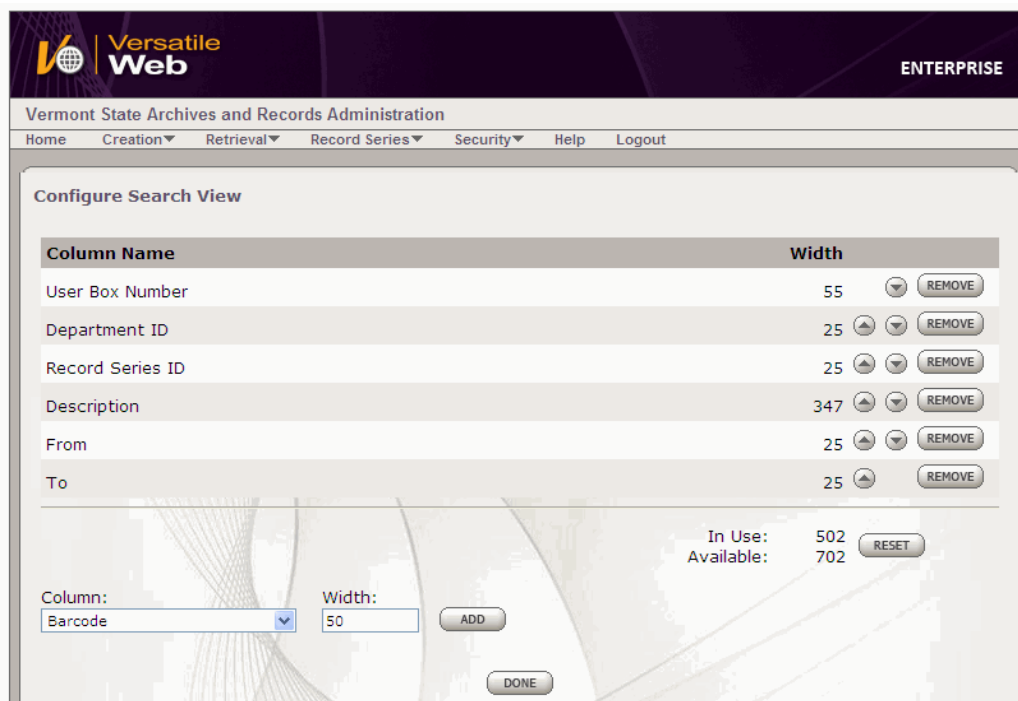 Versatile
Web
ENTERPRISE
Vermont State Archives and Records Administration
Home Creation Retrieval Record Series Security Help Logout
Configure Search View
Column Name Width
User Box Number 55 REMOVE
Department ID 25 REMOVE
Record Series ID 25 REMOVE
Description 347 REMOVE
From 25 REMOVE
To 25 REMOVE
In Use: 502
Available: 702
RESET
Column: Width:
Barcode 50 ADD
DONE